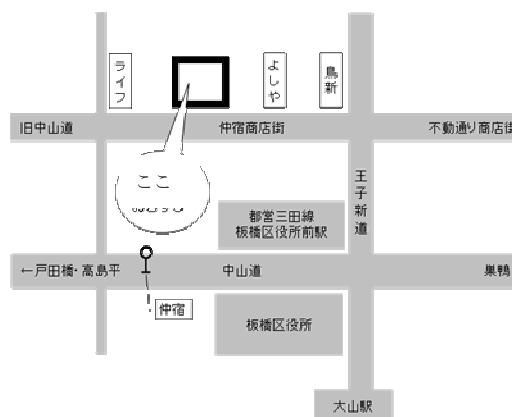 ライフ
よしや
鳥新
旧中山道
仲宿商店街
不動通り商店街
ここ
王子新道
都営三田線
板橋区役所前駅
←戸田橋・高島平
中山道
巣鴨
仲宿
板橋区役所
大山駅